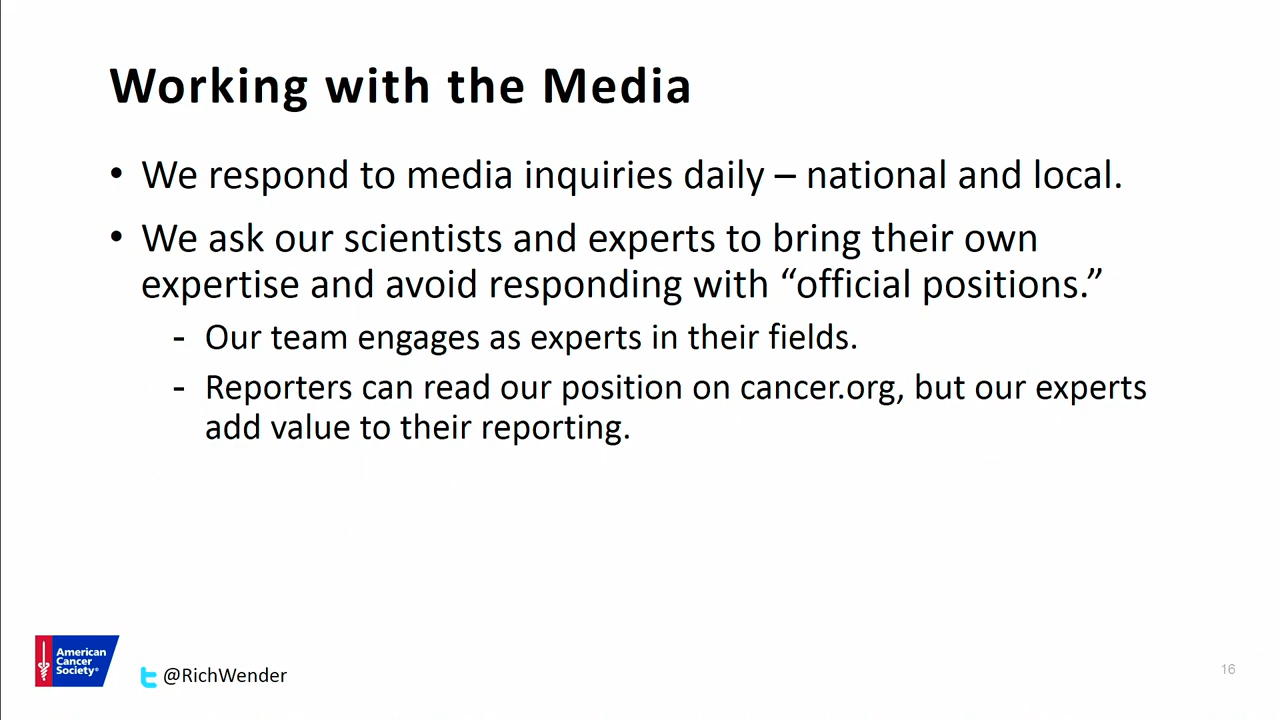 Working with the Media
• We respond to media inquiries daily – national and local.
• We ask our scientists and experts to bring their own
expertise and avoid responding with “official positions.”
- Our team engages as experts in their fields.
- Reporters can read our position on cancer.org, but our experts
add value to their reporting.
American
Cancer
Society®
@RichWender
16